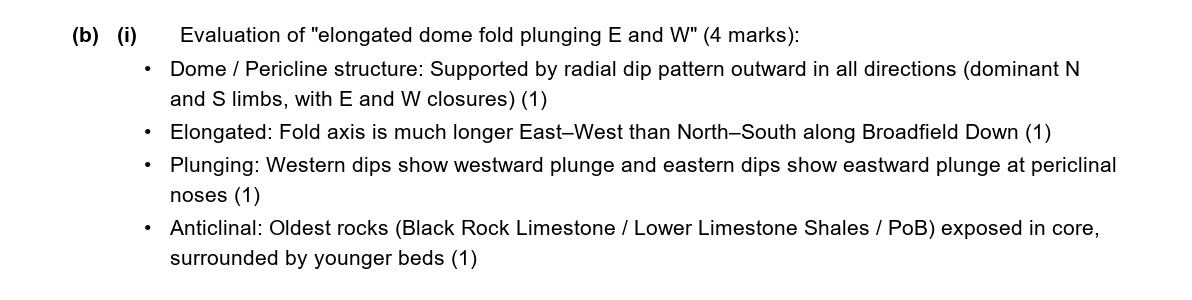 (b) (i) Evaluation of "elongated dome fold plunging E and W" (4 marks):
• Dome / Pericline structure: Supported by radial dip pattern outward in all directions (dominant N
and S limbs, with E and W closures) (1)
• Elongated: Fold axis is much longer East–West than North–South along Broadfield Down (1)
• Plunging: Western dips show westward plunge and eastern dips show eastward plunge at periclinal
noses (1)
• Anticlinal: Oldest rocks (Black Rock Limestone / Lower Limestone Shales / PoB) exposed in core,
surrounded by younger beds (1)